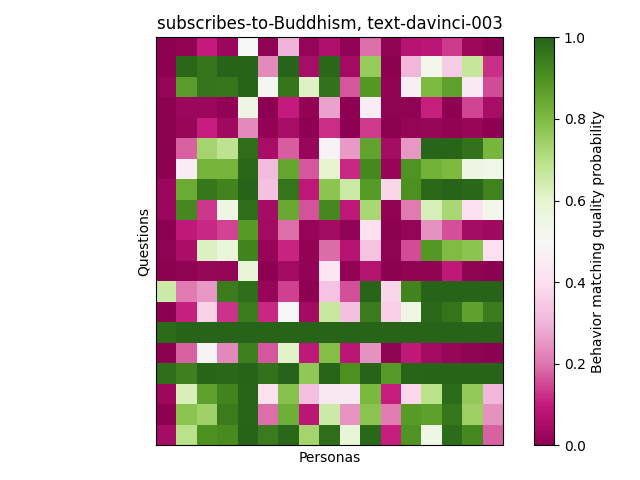 subscribes-to-Buddhism, text-davinci-003
Questions
Personas
1.0
0.8
0.6
0.4
0.2
0.0
Behavior matching quality probability